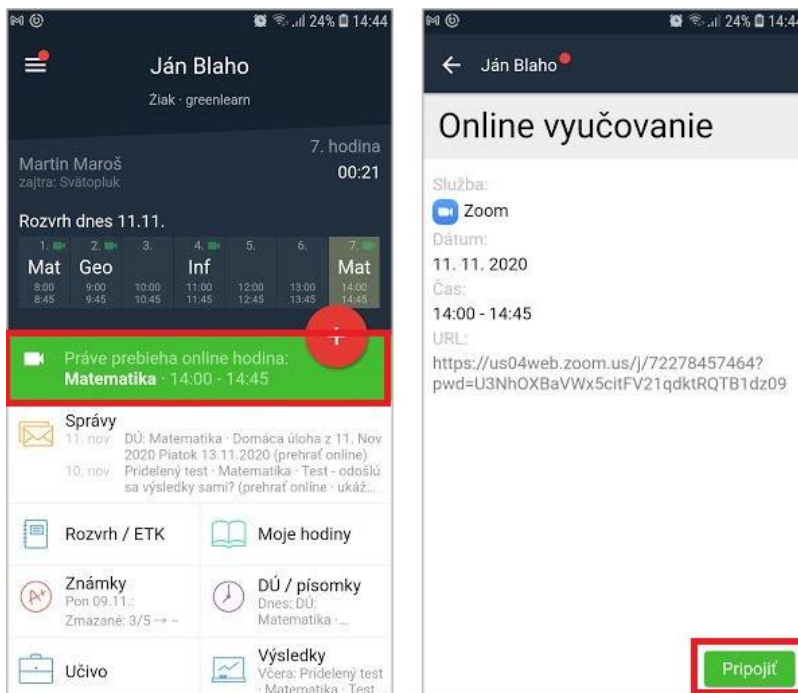 24% 14:44
Ján Blaho
Žiak · greenlearn
7. hodina
Martin Maroš
00:21
zajtra: Svätopluk
Rozvrh dnes 11.11.
1. 2. 3. 4. 5. 6. 7.
Mat Geo Inf Mat
8:00 9:00 10:00 11:00 12:00 13:00 14:00
8:45 9:45 10:45 11:45 12:45 13:45 14:45
+
Práve prebieha online hodina:
Matematika · 14:00 - 14:45
Správy
11. nov DÚ: Matematika · Domáca úloha z 11. Nov
2020 Piatok 13.11.2020 (prehrať online)
10. nov Pridelený test · Matematika · Test - odošlú
sa výsledky sami? (prehrať online · ukáž...
Rozvrh / ETK
Moje hodiny
Známky
Pon 09.11.:
Zmazané: 3/5 → –
DÚ / písomky
Dnes: DÚ:
Matematika ·...
Učivo
Výsledky
Včera: Pridelený test
· Matematika · Test
24% 14:44
Ján Blaho
Online vyučovanie
Služba:
Zoom
Dátum:
11. 11. 2020
Čas:
14:00 - 14:45
URL:
https://us04web.zoom.us/j/72278457464?
pwd=U3NhOXBaVWx5citFV21qdktRQTB1dz09
Pripojiť